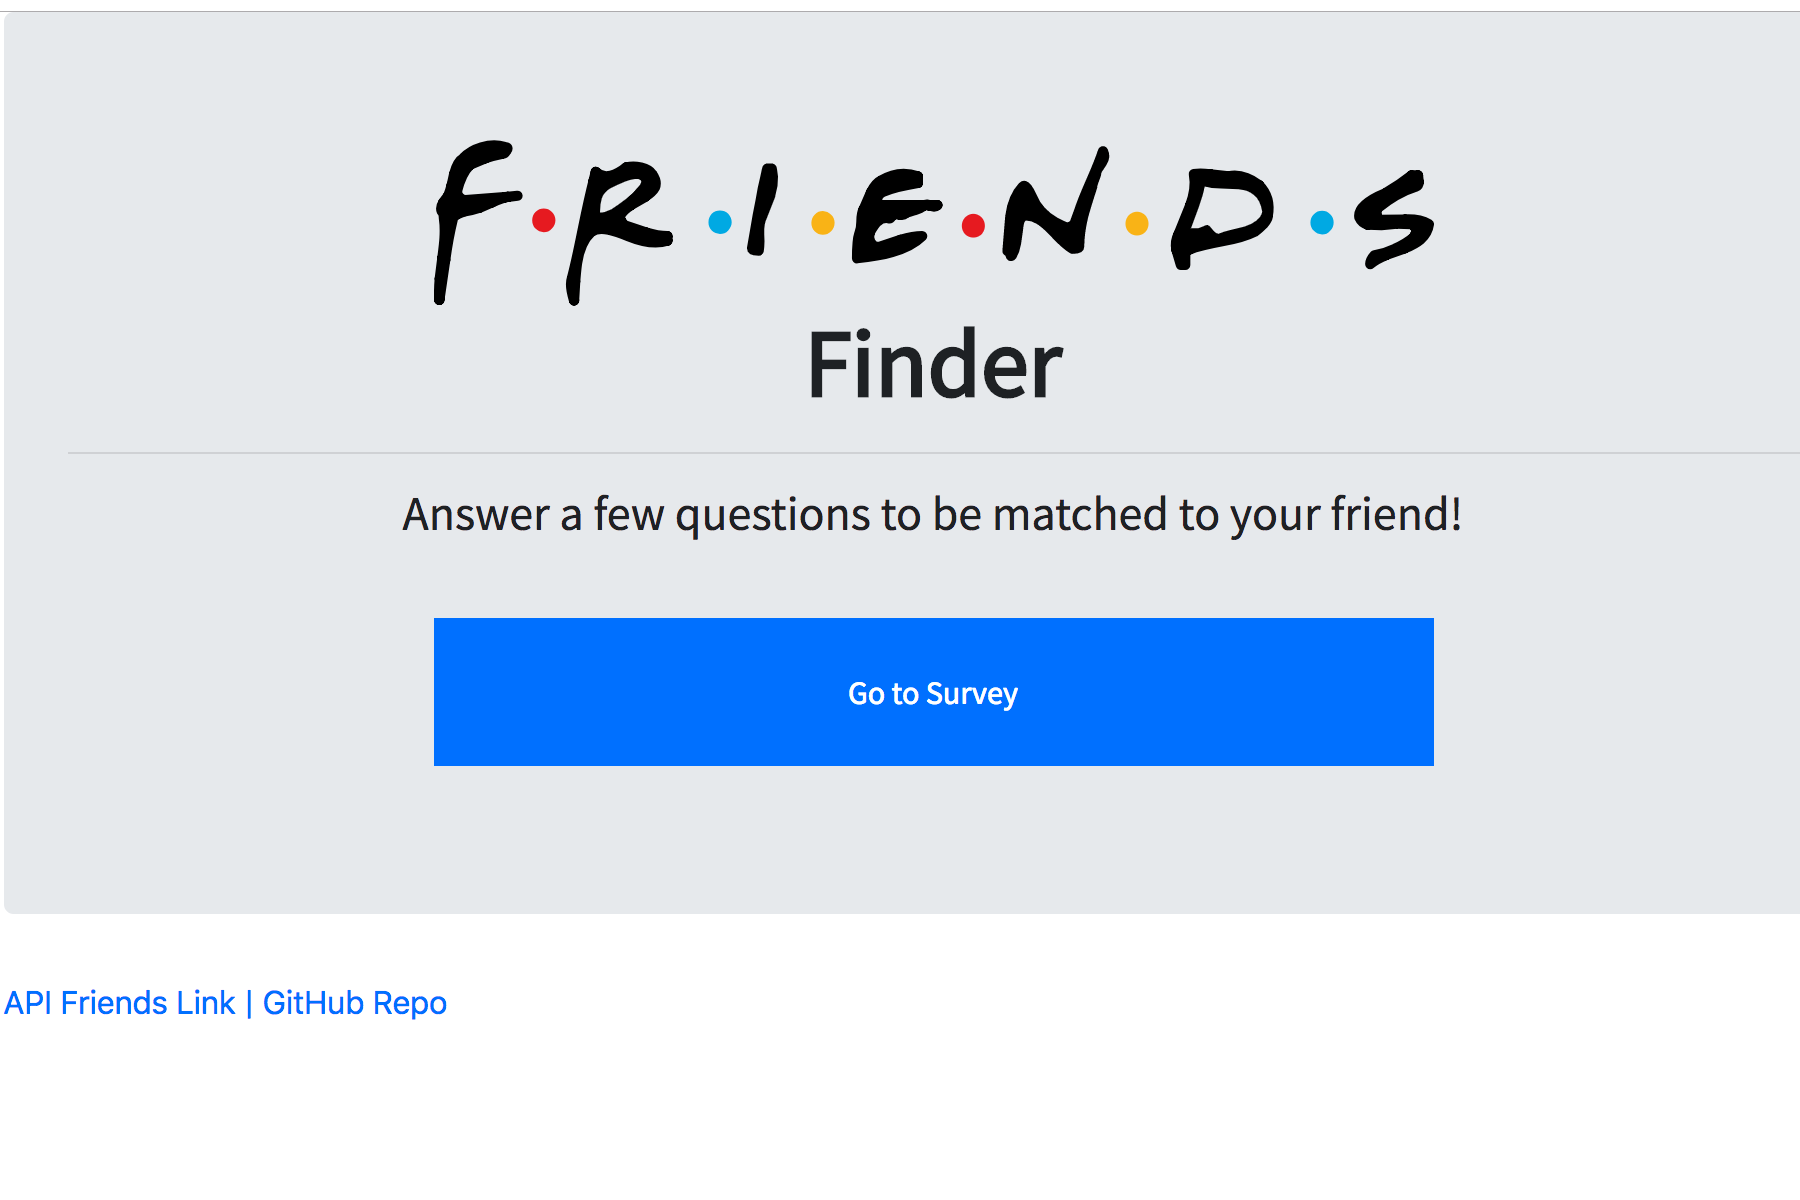 F•R•I•E•N•D•S
Finder
Answer a few questions to be matched to your friend!
Go to Survey
API Friends Link | GitHub Repo